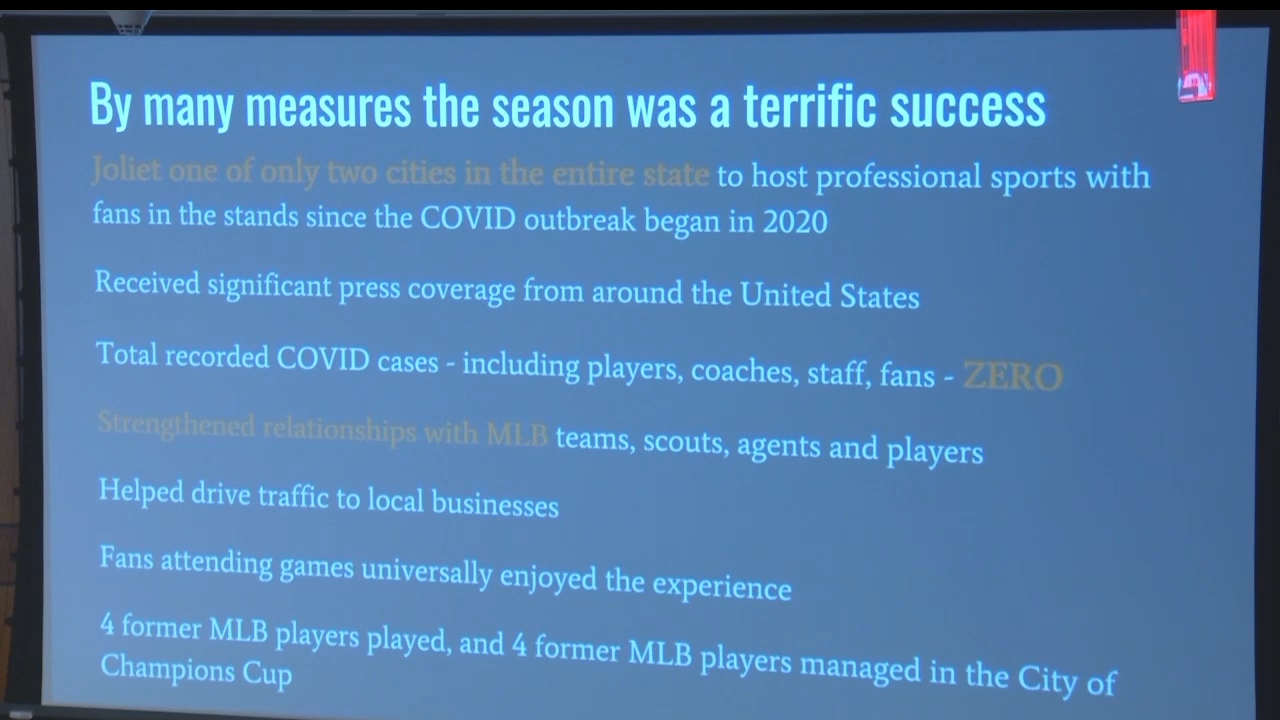 By many measures the season was a terrific success
Joliet one of only two cities in the entire state to host professional sports with
fans in the stands since the COVID outbreak began in 2020
Received significant press coverage from around the United States
Total recorded COVID cases - including players, coaches, staff, fans - ZERO
Strengthened relationships with MLB teams, scouts, agents and players
Helped drive traffic to local businesses
Fans attending games universally enjoyed the experience
4 former MLB players played, and 4 former MLB players managed in the City of
Champions Cup